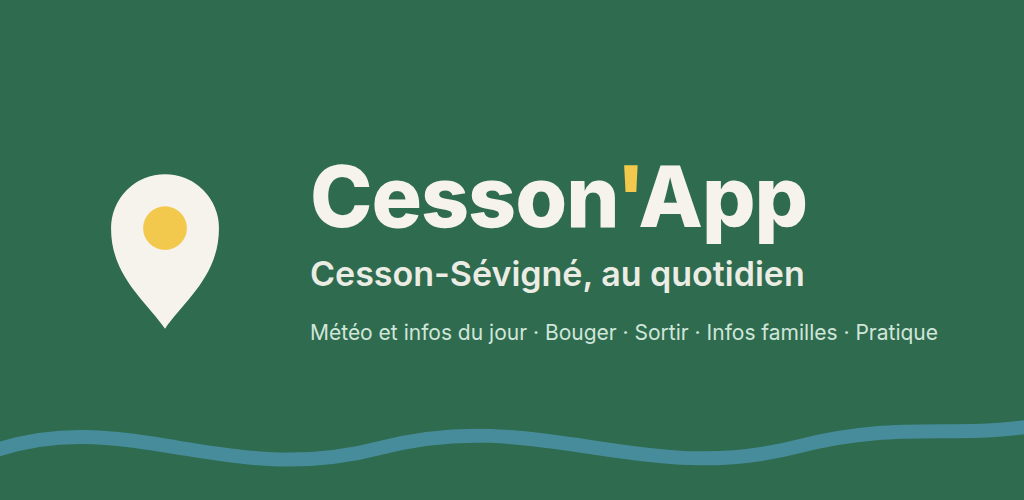 Cesson'App
Cesson-Sévigné, au quotidien
Météo et infos du jour · Bouger · Sortir · Infos familles · Pratique